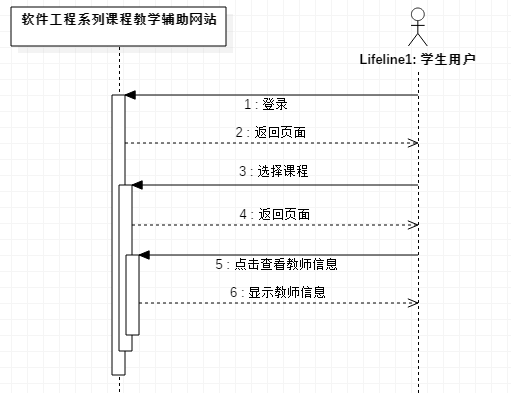 软件工程系列课程教学辅助网站
Lifeline1: 学生用户
1 : 登录
2 : 返回页面
3 : 选择课程
4 : 返回页面
5 : 点击查看教师信息
6 : 显示教师信息